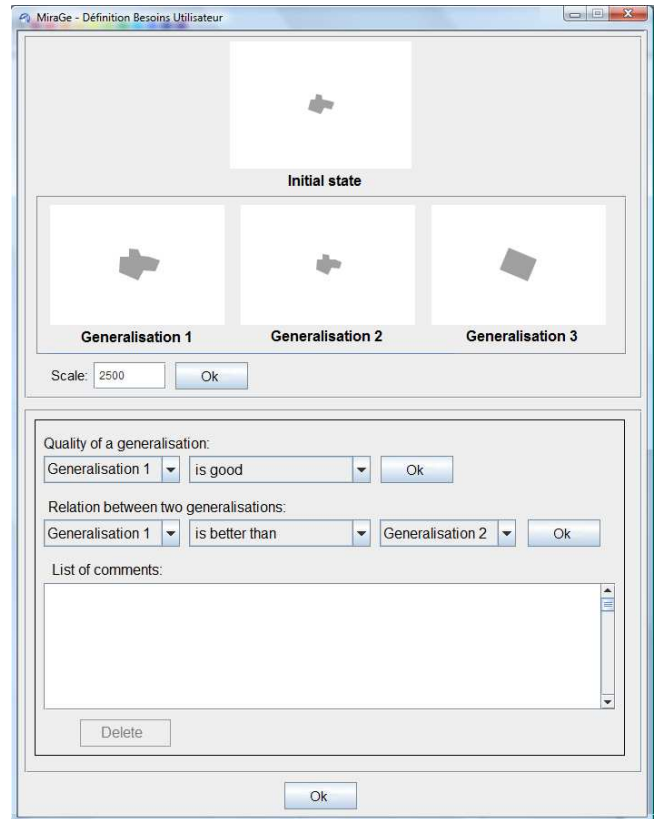 MiraGe - Définition Besoins Utilisateur
Initial state
Generalisation 1 Generalisation 2 Generalisation 3
Scale: 2500 Ok
Quality of a generalisation:
Generalisation 1 is good Ok
Relation between two generalisations:
Generalisation 1 is better than Generalisation 2 Ok
List of comments:
Delete
Ok